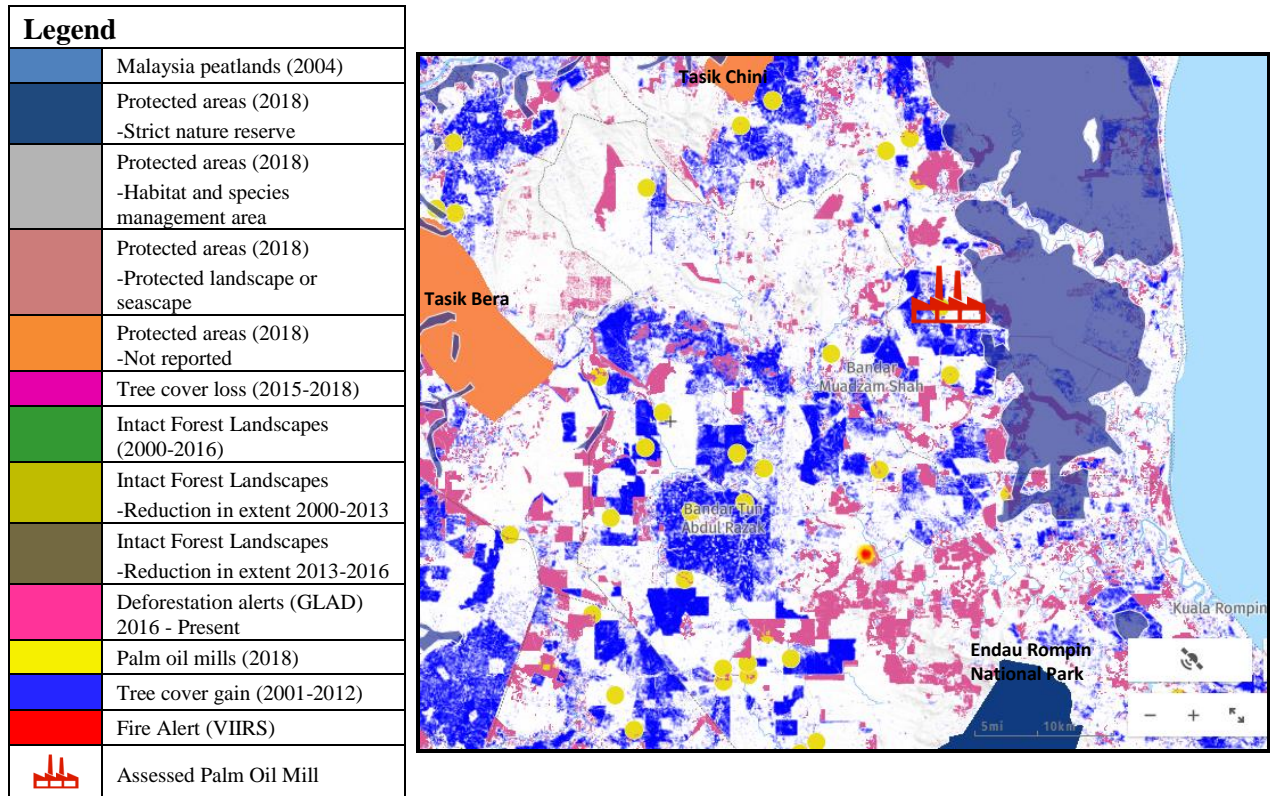 Legend
Malaysia peatlands (2004)
Protected areas (2018)
-Strict nature reserve
Protected areas (2018)
-Habitat and species
management area
Protected areas (2018)
-Protected landscape or
seascape
Protected areas (2018)
-Not reported
Tree cover loss (2015-2018)
Intact Forest Landscapes
(2000-2016)
Intact Forest Landscapes
-Reduction in extent 2000-2013
Intact Forest Landscapes
-Reduction in extent 2013-2016
Deforestation alerts (GLAD)
2016 - Present
Palm oil mills (2018)
Tree cover gain (2001-2012)
Fire Alert (VIIRS)
Assessed Palm Oil Mill
Tasik Chini
Tasik Bera
Bandar
Muadzam Shah
Bandar Tun
Abdul Razak
Kuala Rompin
Endau Rompin
National Park
5mi 10km